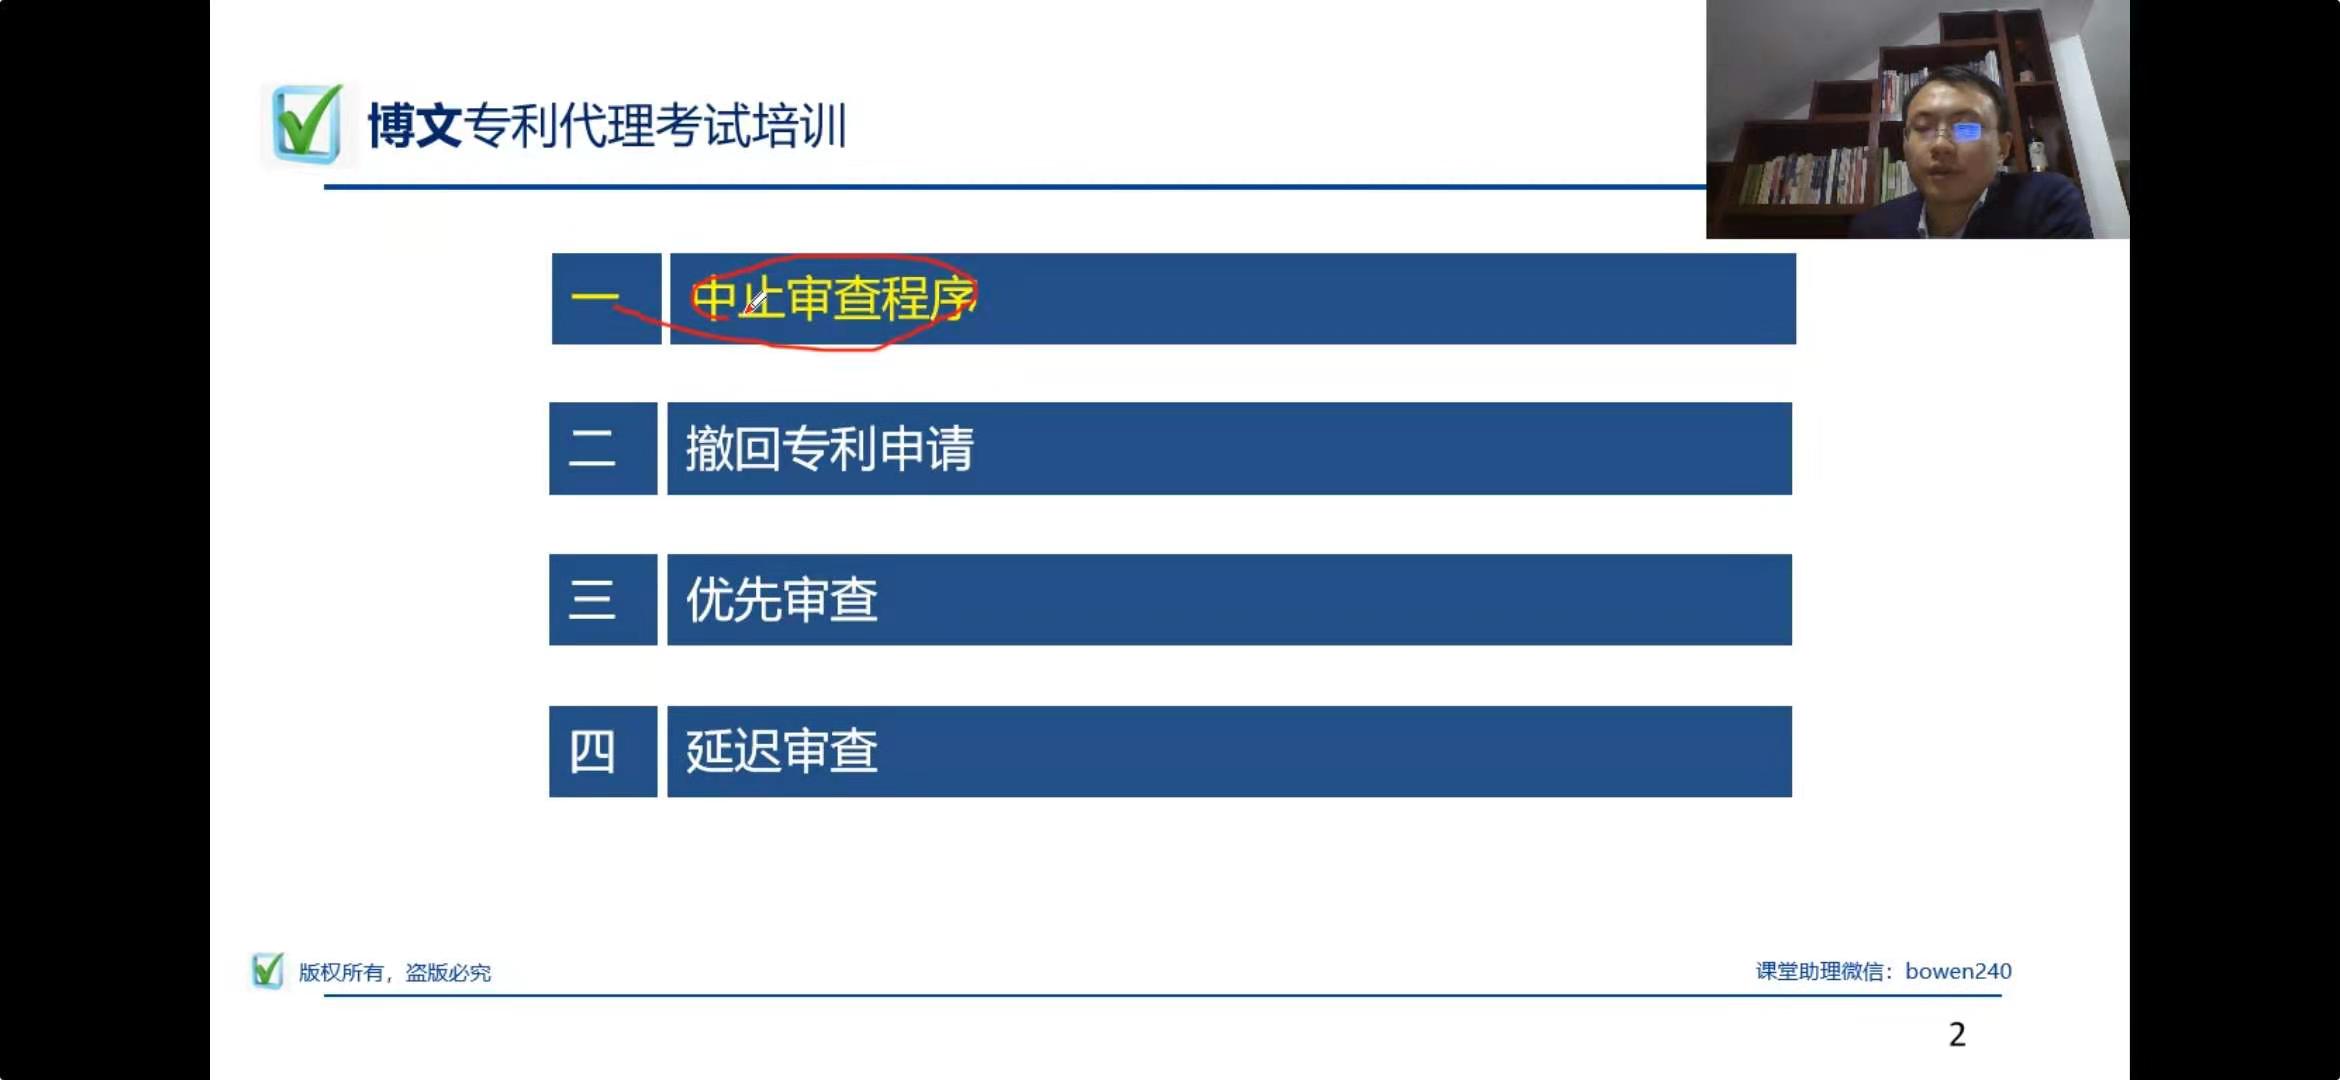 博文专利代理考试培训
一 中止审查程序
二 撤回专利申请
三 优先审查
四 延迟审查
版权所有，盗版必究
课堂助理微信：bowen240
2